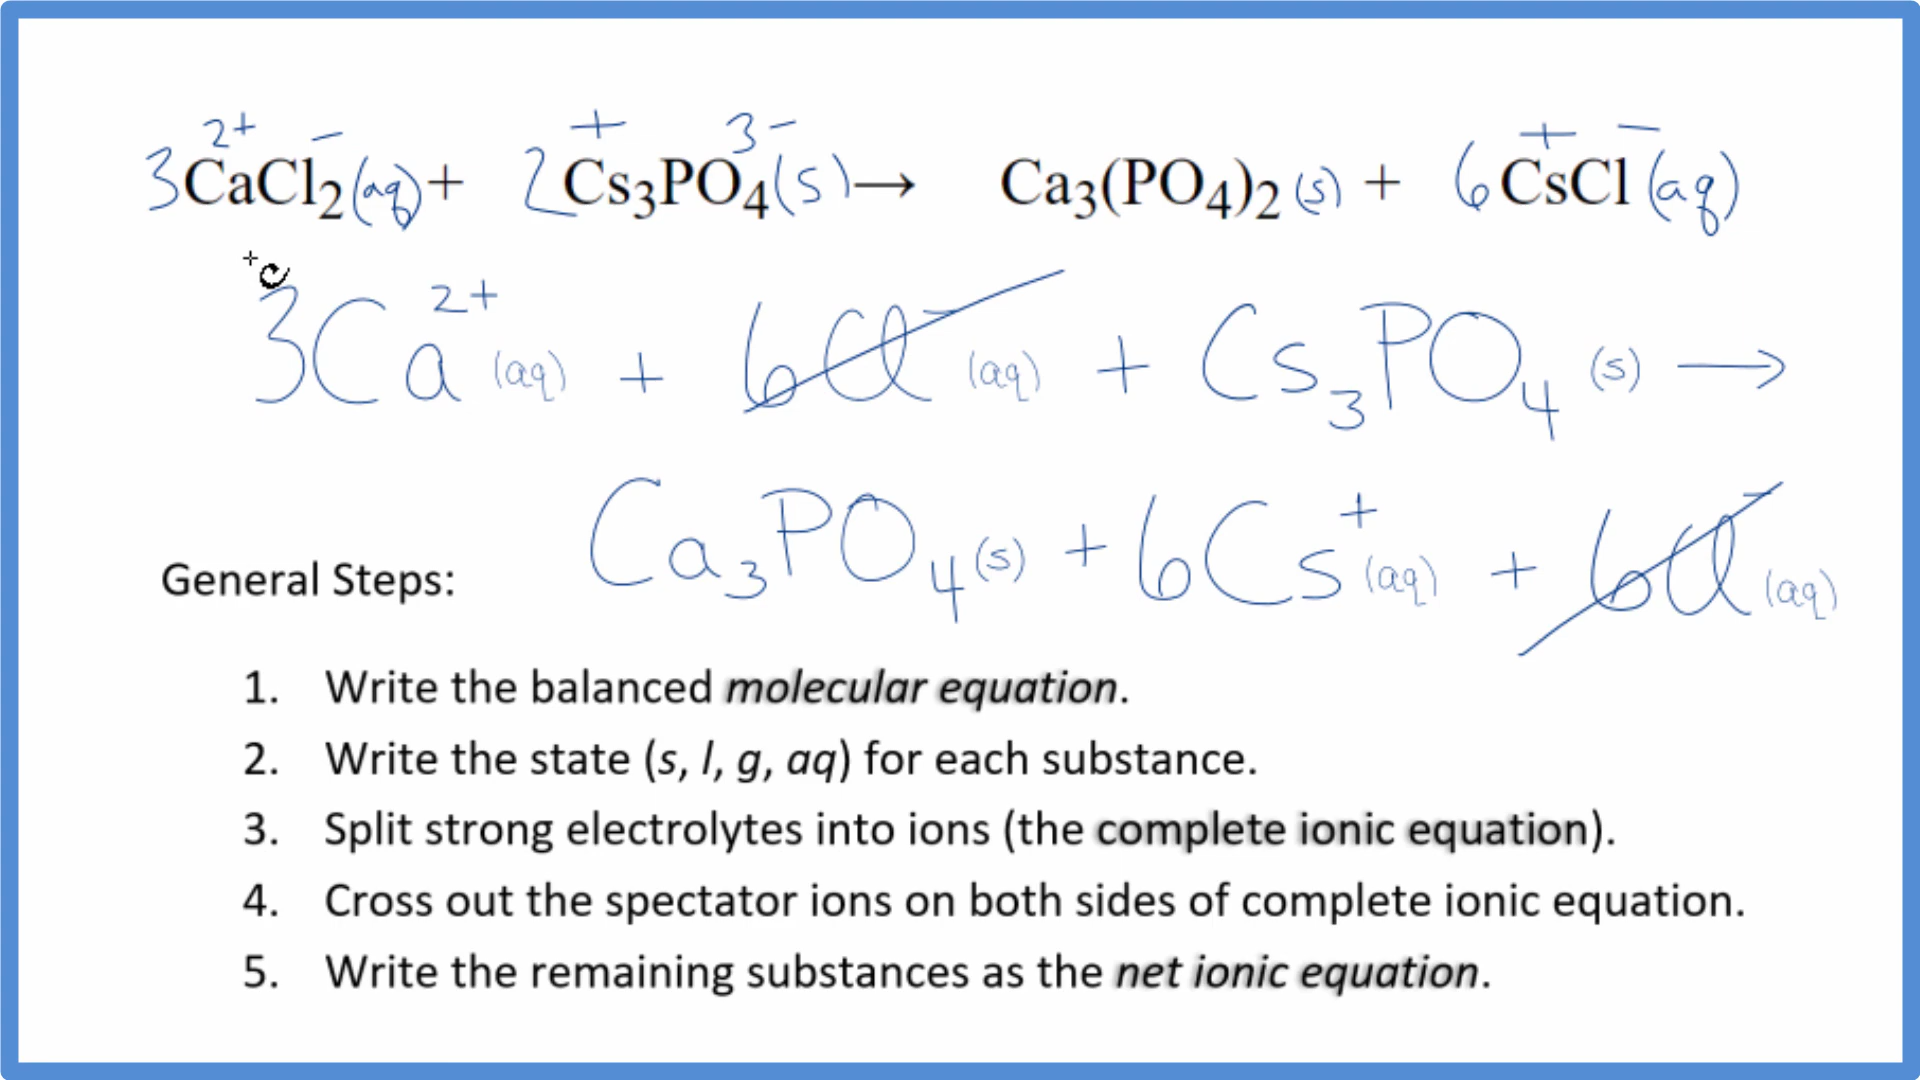 3CaCl₂(aq) + 2Cs₃PO₄(s) → Ca₃(PO₄)₂(s) + 6CsCl(aq)
2+ − + 3− + −
3Ca²⁺(aq) + 6Cl⁻(aq) + Cs₃PO₄(s) →
Ca₃PO₄(s) + 6Cs⁺(aq) + 6Cl⁻(aq)
General Steps:
1. Write the balanced molecular equation.
2. Write the state (s, l, g, aq) for each substance.
3. Split strong electrolytes into ions (the complete ionic equation).
4. Cross out the spectator ions on both sides of complete ionic equation.
5. Write the remaining substances as the net ionic equation.